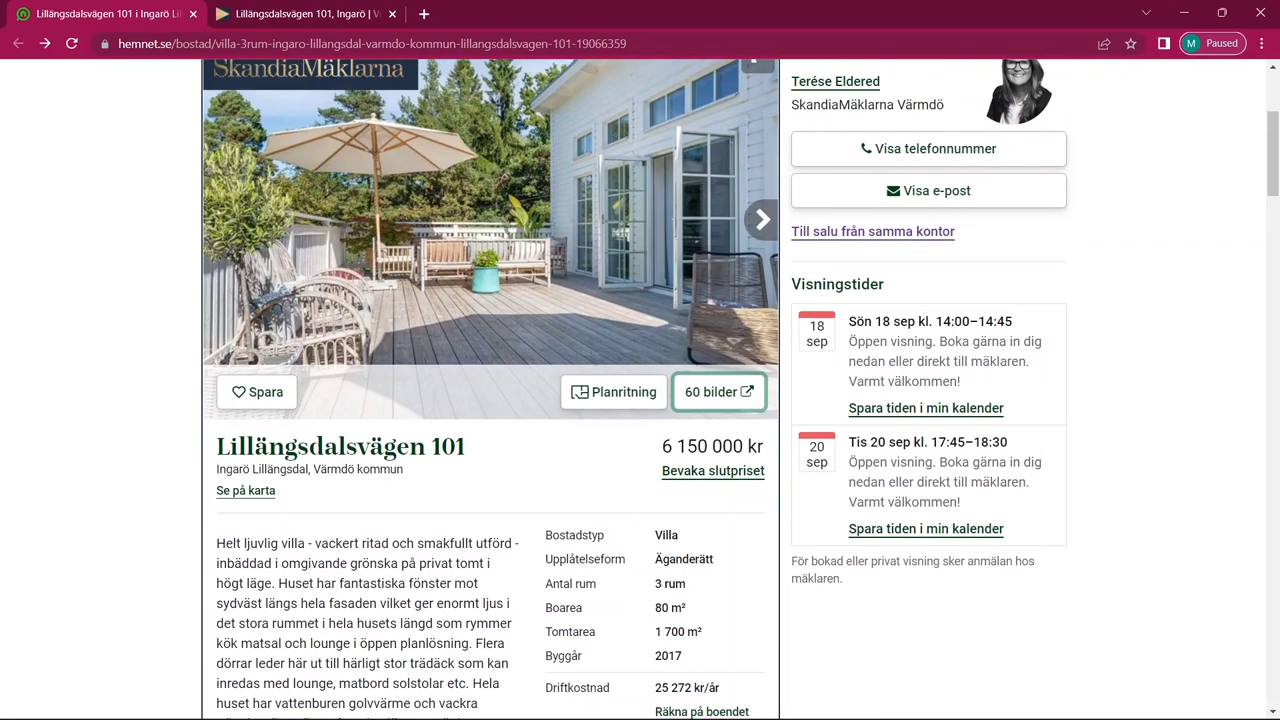 Lillängsdalsvägen 101 i Ingarö Lil
Lillängsdalsvägen 101, Ingarö | V
hemnet.se/bostad/villa-3rum-ingaro-lillangsdal-varmdo-kommun-lillangsdalsvagen-101-19066359
M Paused
SkandiaMäklarna
Spara
Planritning
60 bilder
Lillängsdalsvägen 101
6 150 000 kr
Ingarö Lillängsdal, Värmdö kommun
Bevaka slutpriset
Se på karta
Helt ljuvlig villa - vackert ritad och smakfullt utförd -
inbäddad i omgivande grönska på privat tomt i
högt läge. Huset har fantastiska fönster mot
sydväst längs hela fasaden vilket ger enormt ljus i
det stora rummet i hela husets längd som rymmer
kök matsal och lounge i öppen planlösning. Flera
dörrar leder här ut till härligt stor trädäck som kan
inredas med lounge, matbord solstolar etc. Hela
huset har vattenburen golvvärme och vackra
Bostadstyp Villa
Upplåtelseform Äganderätt
Antal rum 3 rum
Boarea 80 m²
Tomtarea 1 700 m²
Byggår 2017
Driftkostnad 25 272 kr/år
Räkna på boendet
Terése Eldered
SkandiaMäklarna Värmdö
Visa telefonnummer
Visa e-post
Till salu från samma kontor
Visningstider
18
sep
Sön 18 sep kl. 14:00–14:45
Öppen visning. Boka gärna in dig
nedan eller direkt till mäklaren.
Varmt välkommen!
Spara tiden i min kalender
20
sep
Tis 20 sep kl. 17:45–18:30
Öppen visning. Boka gärna in dig
nedan eller direkt till mäklaren.
Varmt välkommen!
Spara tiden i min kalender
För bokad eller privat visning sker anmälan hos
mäklaren.